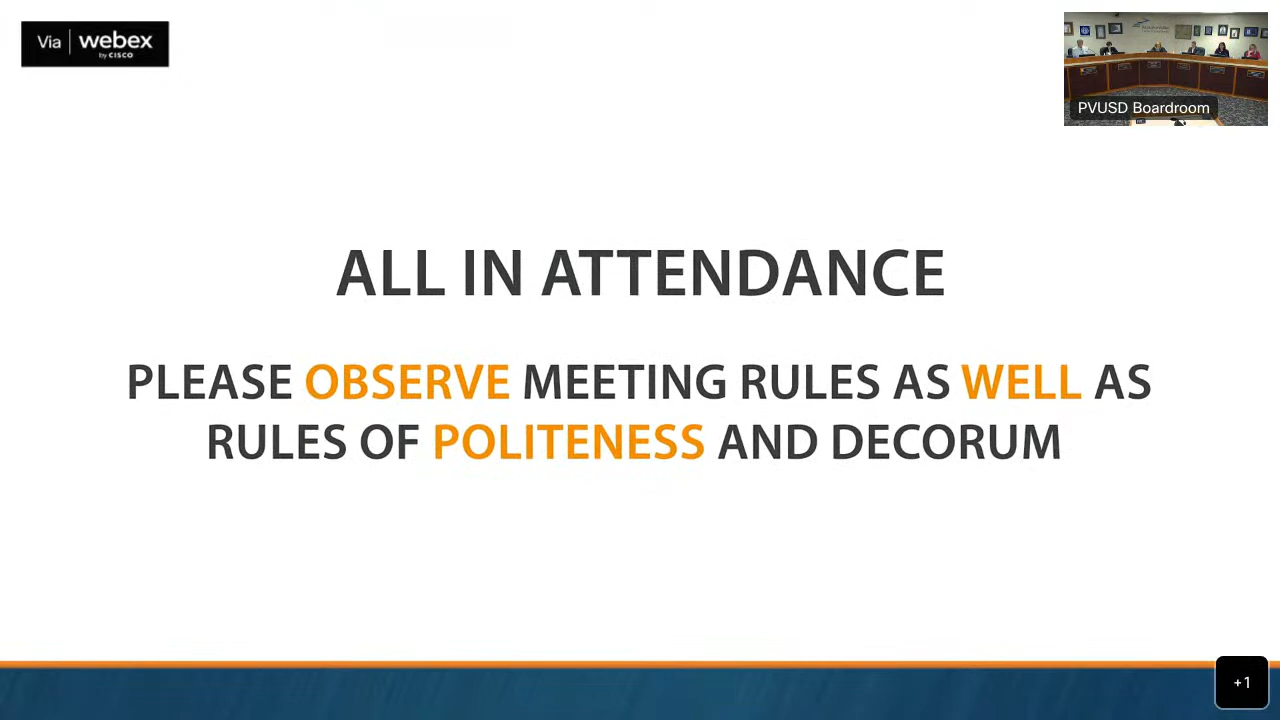 Via webex
by CISCO
PVUSD Boardroom
ALL IN ATTENDANCE
PLEASE OBSERVE MEETING RULES AS WELL AS
RULES OF POLITENESS AND DECORUM
+1